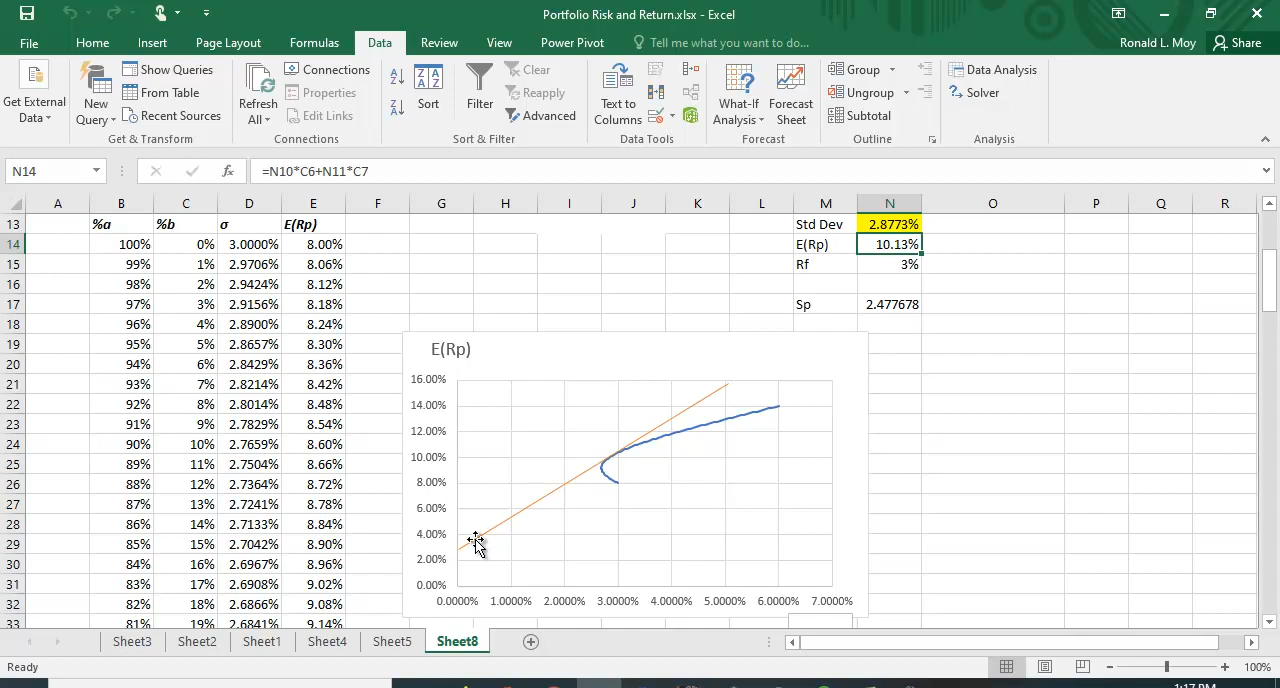 Portfolio Risk and Return.xlsx - Excel
File Home Insert Page Layout Formulas Data Review View Power Pivot Tell me what you want to do... Ronald L. Moy Share
Get External Data
New Query
Show Queries
From Table
Recent Sources
Get & Transform
Refresh All
Connections
Properties
Edit Links
Connections
Sort
Filter
Clear
Reapply
Advanced
Sort & Filter
Text to Columns
Data Tools
What-If Analysis
Forecast Sheet
Forecast
Group
Ungroup
Subtotal
Outline
Data Analysis
Solver
Analysis
N14 fx =N10*C6+N11*C7
A B C D E F G H I J K L M N O P Q R
13 %a %b σ E(Rp) Std Dev 2.8773%
14 100% 0% 3.0000% 8.00% E(Rp) 10.13%
15 99% 1% 2.9706% 8.06% Rf 3%
16 98% 2% 2.9424% 8.12%
17 97% 3% 2.9156% 8.18% Sp 2.477678
18 96% 4% 2.8900% 8.24%
19 95% 5% 2.8657% 8.30%
20 94% 6% 2.8429% 8.36%
21 93% 7% 2.8214% 8.42%
22 92% 8% 2.8014% 8.48%
23 91% 9% 2.7829% 8.54%
24 90% 10% 2.7659% 8.60%
25 89% 11% 2.7504% 8.66%
26 88% 12% 2.7364% 8.72%
27 87% 13% 2.7241% 8.78%
28 86% 14% 2.7133% 8.84%
29 85% 15% 2.7042% 8.90%
30 84% 16% 2.6967% 8.96%
31 83% 17% 2.6908% 9.02%
32 82% 18% 2.6866% 9.08%
33 81% 19% 2.6841% 9.14%
E(Rp)
16.00%
14.00%
12.00%
10.00%
8.00%
6.00%
4.00%
2.00%
0.00%
0.0000% 1.0000% 2.0000% 3.0000% 4.0000% 5.0000% 6.0000% 7.0000%
Sheet3 Sheet2 Sheet1 Sheet4 Sheet5 Sheet8
Ready 100%
1:17 PM